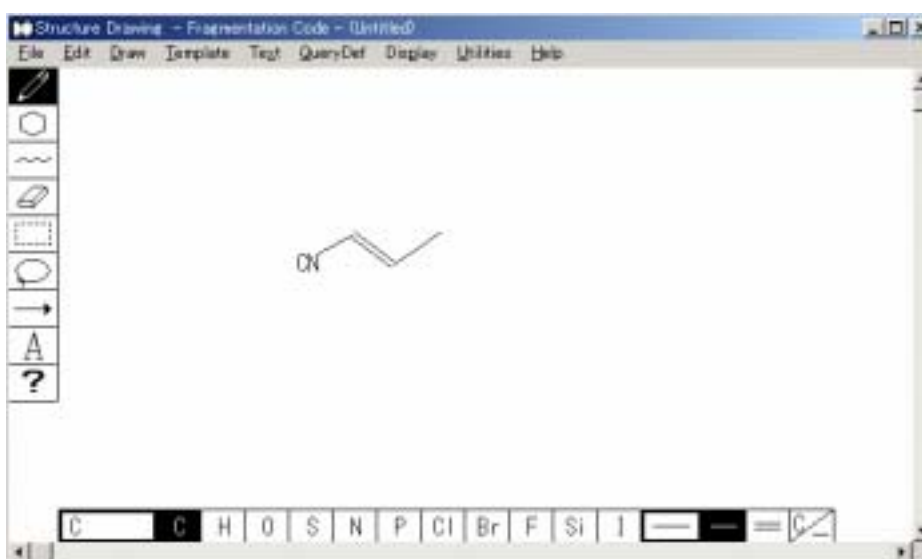 Structure Drawing - Fragmentation Code - (Untitled)
File Edit Draw Template Text QueryDef Display Utilities Help
CN
A
?
C C H O S N P Cl Br F Si I